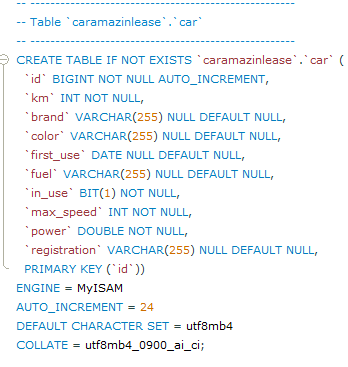 -- -----------------------------------------------------
-- Table `caramazinlease`.`car`
-- -----------------------------------------------------
CREATE TABLE IF NOT EXISTS `caramazinlease`.`car` (
`id` BIGINT NOT NULL AUTO_INCREMENT,
`km` INT NOT NULL,
`brand` VARCHAR(255) NULL DEFAULT NULL,
`color` VARCHAR(255) NULL DEFAULT NULL,
`first_use` DATE NULL DEFAULT NULL,
`fuel` VARCHAR(255) NULL DEFAULT NULL,
`in_use` BIT(1) NOT NULL,
`max_speed` INT NOT NULL,
`power` DOUBLE NOT NULL,
`registration` VARCHAR(255) NULL DEFAULT NULL,
PRIMARY KEY (`id`))
ENGINE = MyISAM
AUTO_INCREMENT = 24
DEFAULT CHARACTER SET = utf8mb4
COLLATE = utf8mb4_0900_ai_ci;